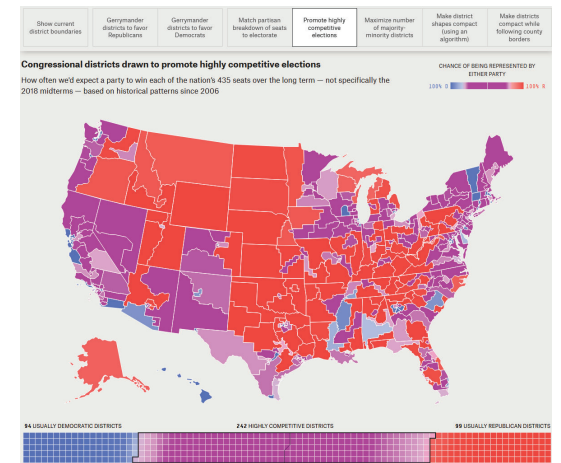 Show current
district boundaries
Gerrymander
districts to favor
Republicans
Gerrymander
districts to favor
Democrats
Match partisan
breakdown of seats
to electorate
Promote highly
competitive
elections
Maximize number
of majority-
minority districts
Make district
shapes compact
(using an
algorithm)
Make districts
compact while
following county
borders
Congressional districts drawn to promote highly competitive elections
How often we'd expect a party to win each of the nation's 435 seats over the long term — not specifically the
2018 midterms — based on historical patterns since 2006
CHANCE OF BEING REPRESENTED BY
EITHER PARTY
100% D
100% R
94 USUALLY DEMOCRATIC DISTRICTS
242 HIGHLY COMPETITIVE DISTRICTS
99 USUALLY REPUBLICAN DISTRICTS